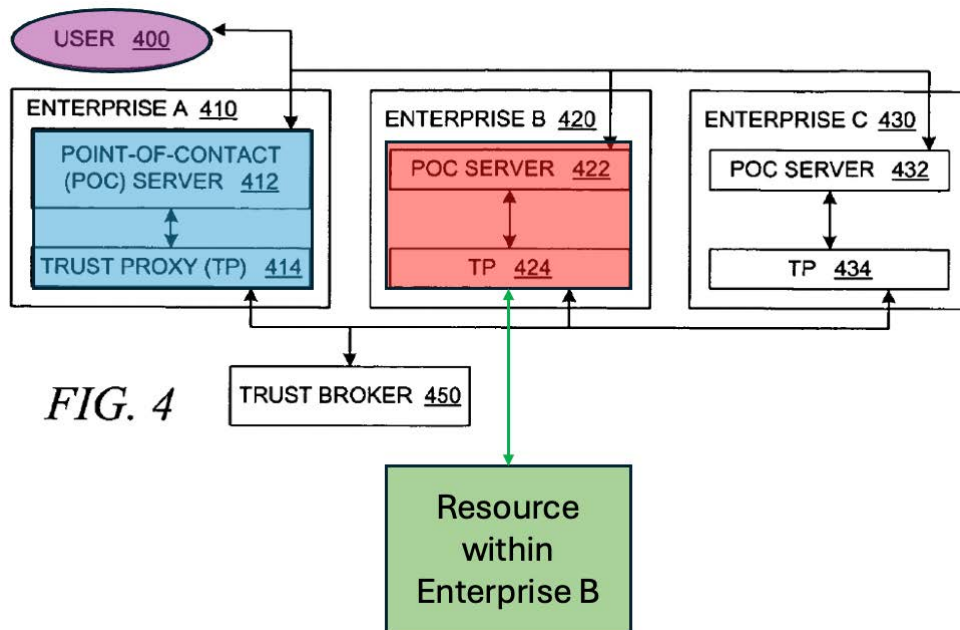 USER 400
ENTERPRISE A 410
POINT-OF-CONTACT
(POC) SERVER 412
TRUST PROXY (TP) 414
ENTERPRISE B 420
POC SERVER 422
TP 424
ENTERPRISE C 430
POC SERVER 432
TP 434
FIG. 4
TRUST BROKER 450
Resource
within
Enterprise B